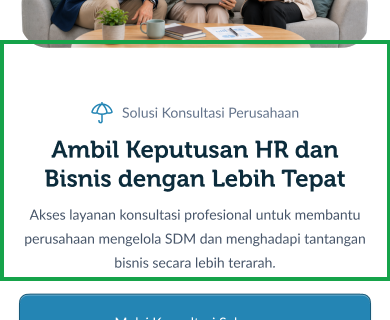 Solusi Konsultasi Perusahaan
Ambil Keputusan HR dan
Bisnis dengan Lebih Tepat
Akses layanan konsultasi profesional untuk membantu
perusahaan mengelola SDM dan menghadapi tantangan
bisnis secara lebih terarah.